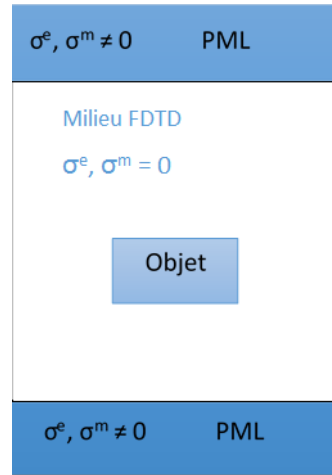 σᵉ, σᵐ ≠ 0 PML
Milieu FDTD
σᵉ, σᵐ = 0
Objet
σᵉ, σᵐ ≠ 0 PML